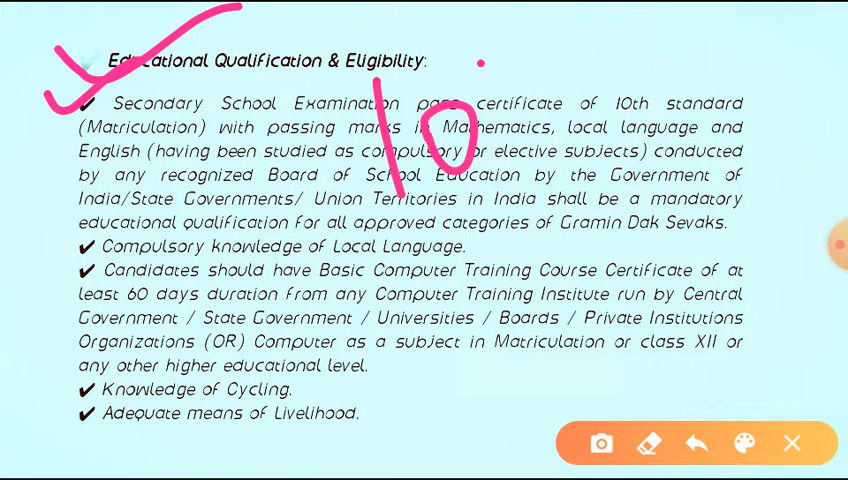 Educational Qualification & Eligibility:
✔ Secondary School Examination pass certificate of 10th standard
(Matriculation) with passing marks in Mathematics, local language and
English (having been studied as compulsory or elective subjects) conducted
by any recognized Board of School Education by the Government of
India/State Governments/ Union Territories in India shall be a mandatory
educational qualification for all approved categories of Gramin Dak Sevaks.
✔ Compulsory knowledge of Local Language.
✔ Candidates should have Basic Computer Training Course Certificate of at
least 60 days duration from any Computer Training Institute run by Central
Government / State Government / Universities / Boards / Private Institutions
Organizations (OR) Computer as a subject in Matriculation or class XII or
any other higher educational level.
✔ Knowledge of Cycling.
✔ Adequate means of Livelihood.
10